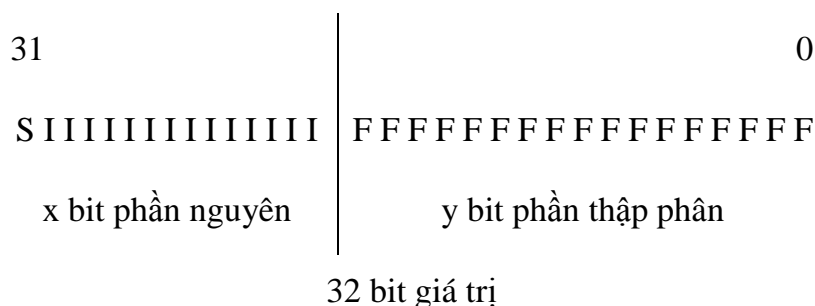 31 0
S I I I I I I I I I I I I I I F F F F F F F F F F F F F F F F F
x bit phần nguyên y bit phần thập phân
32 bit giá trị